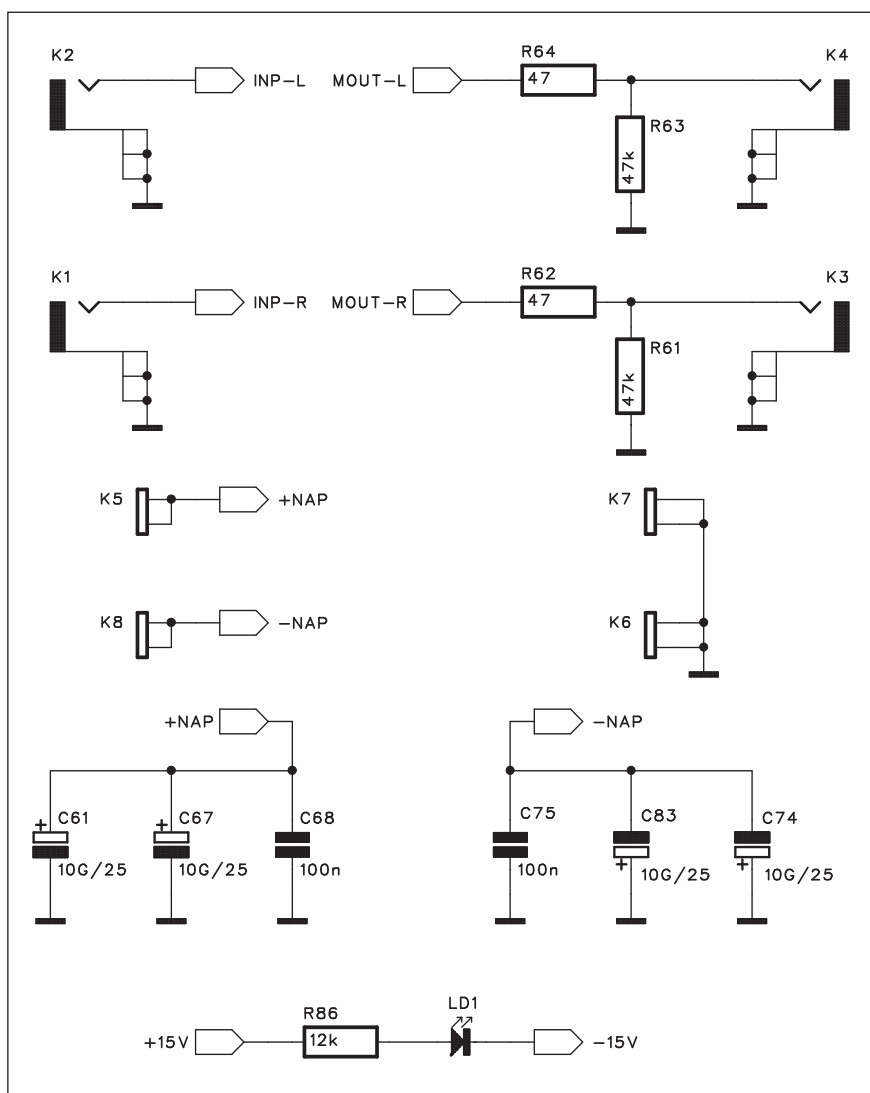 K2 R64 K4
INP-L MOUT-L 47
R63
47k
K1 R62 K3
INP-R MOUT-R 47
R61
47k
K5 +NAP K7
K8 -NAP K6
+NAP -NAP
+ C61 + C67 C68 C75 C83 C74
10G/25 10G/25 100n 100n + 10G/25 + 10G/25
R86 LD1
+15V 12k -15V